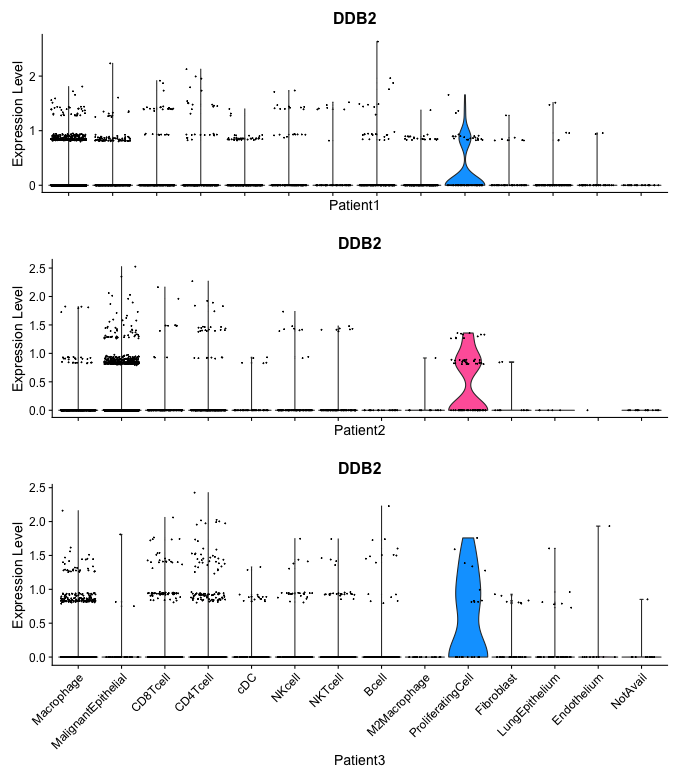 DDB2
Expression Level
2
1
0
Patient1
DDB2
Expression Level
2.5
2.0
1.5
1.0
0.5
0.0
Patient2
DDB2
Expression Level
2.5
2.0
1.5
1.0
0.5
0.0
Macrophage
MalignantEpithelial
CD8Tcell
CD4Tcell
cDC
NKcell
NKTcell
Bcell
M2Macrophage
ProliferatingCell
Fibroblast
LungEpithelium
Endothelium
NotAvail
Patient3